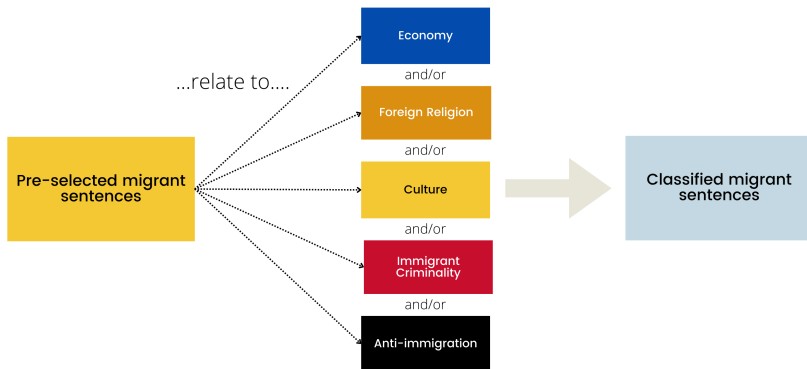 Economy
...relate to....
and/or
Foreign Religion
and/or
Pre-selected migrant
sentences
Culture
Classified migrant
sentences
and/or
Immigrant
Criminality
and/or
Anti-immigration